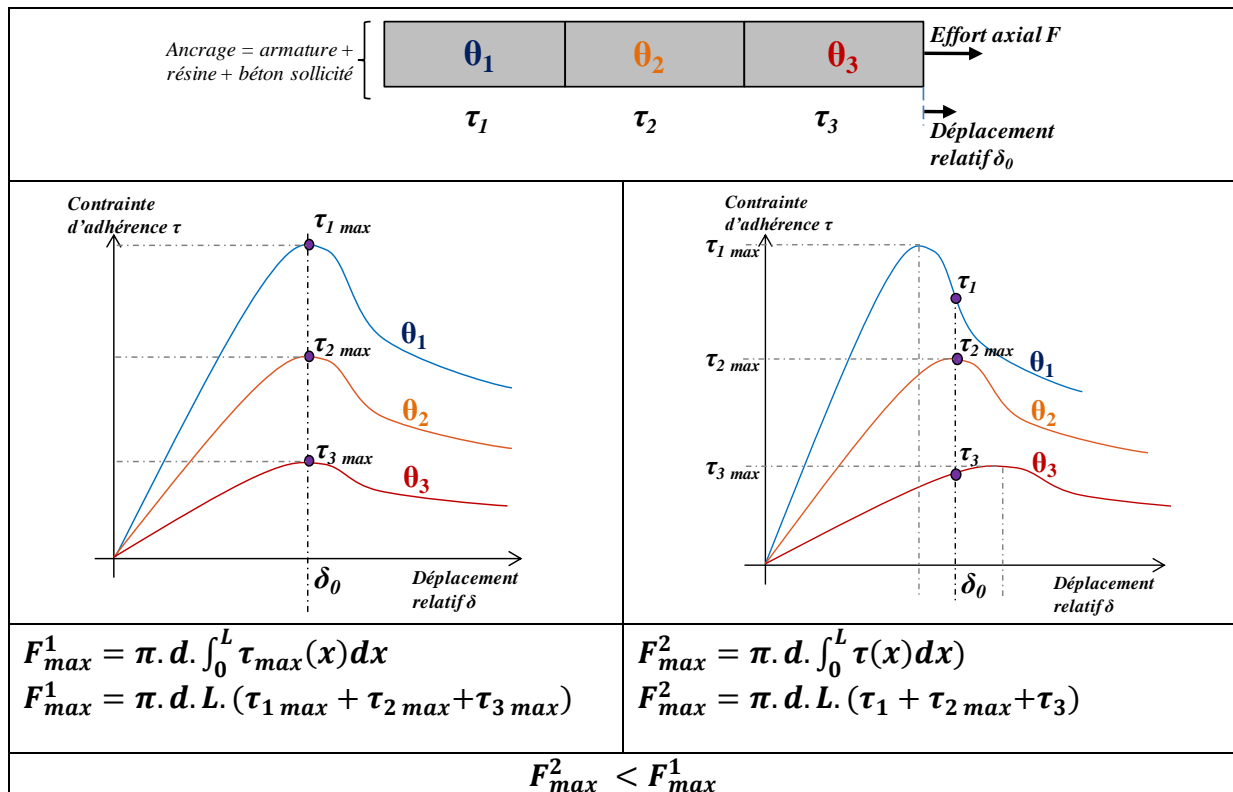 Ancrage = armature +
résine + béton sollicité
θ₁
θ₂
θ₃
Effort axial F
τ₁
τ₂
τ₃
Déplacement
relatif δ₀
Contrainte
d'adhérence τ
τ₁ ₘₐₓ
τ₂ ₘₐₓ
τ₃ ₘₐₓ
θ₁
θ₂
θ₃
δ₀
Déplacement
relatif δ
Contrainte
d'adhérence τ
τ₁ ₘₐₓ
τ₂ ₘₐₓ
τ₃ ₘₐₓ
τ₁
τ₂ ₘₐₓ
τ₃
θ₁
θ₂
θ₃
δ₀
Déplacement
relatif δ
F¹ₘₐₓ = π. d. ∫₀ᴸ τₘₐₓ(x)dx
F¹ₘₐₓ = π. d. L. (τ₁ ₘₐₓ + τ₂ ₘₐₓ+τ₃ ₘₐₓ)
F²ₘₐₓ = π. d. ∫₀ᴸ τ(x)dx)
F²ₘₐₓ = π. d. L. (τ₁ + τ₂ ₘₐₓ+τ₃)
F²ₘₐₓ < F¹ₘₐₓ